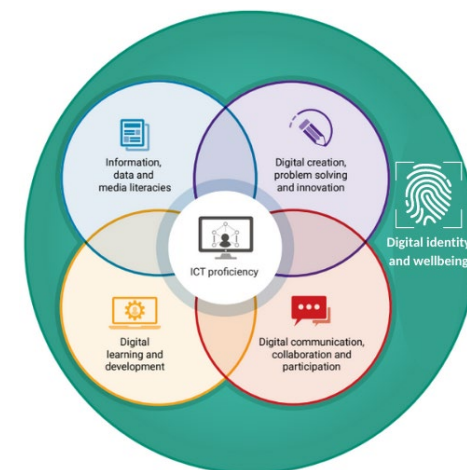 Information,
data and
media literacies
Digital creation,
problem solving
and innovation
Digital identity
and wellbeing
ICT proficiency
Digital
learning and
development
Digital communication,
collaboration and
participation